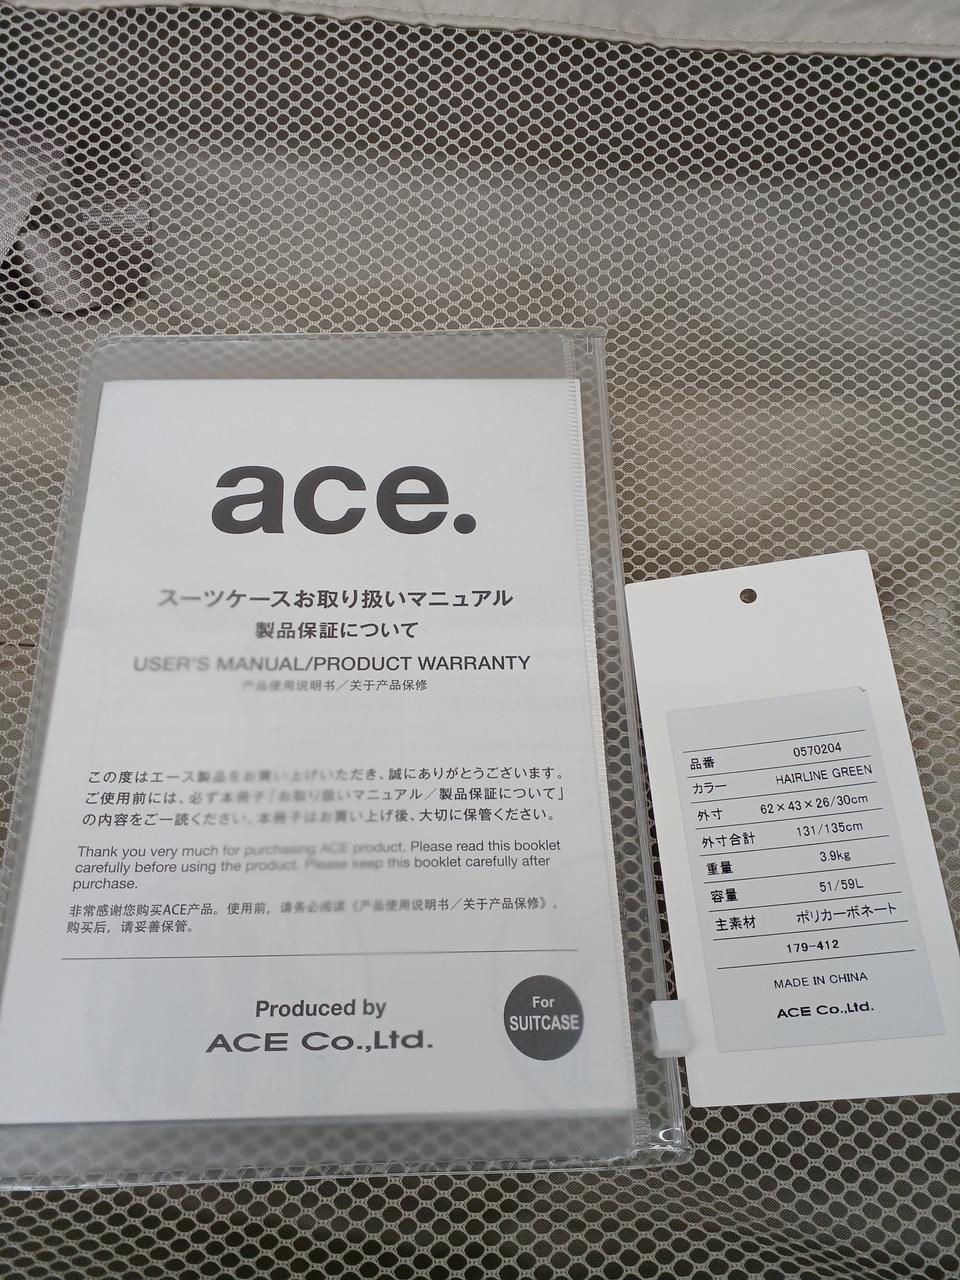 ace.
スーツケースお取り扱いマニュアル
製品保証について
USER'S MANUAL/PRODUCT WARRANTY
产品使用说明书／关于产品保修
この度はエース製品をお買い上げいただき、誠にありがとうございます。
ご使用前には、必ず本冊子「お取り扱いマニュアル／製品保証について」
の内容をご一読ください。本冊子はお買い上げ後、大切に保管ください。
Thank you very much for purchasing ACE product. Please read this booklet
carefully before using the product. Please keep this booklet carefully after
purchase.
非常感谢您购买ACE产品。使用前，请务必阅读《产品使用说明书／关于产品保修》。
购买后，请妥善保管。
Produced by
ACE Co.,Ltd.
For
SUITCASE
品番 0570204
カラー HAIRLINE GREEN
外寸 62×43×26/30cm
外寸合計 131/135cm
重量 3.9kg
容量 51/59L
主素材 ポリカーボネート
179-412
MADE IN CHINA
ACE Co.,Ltd.